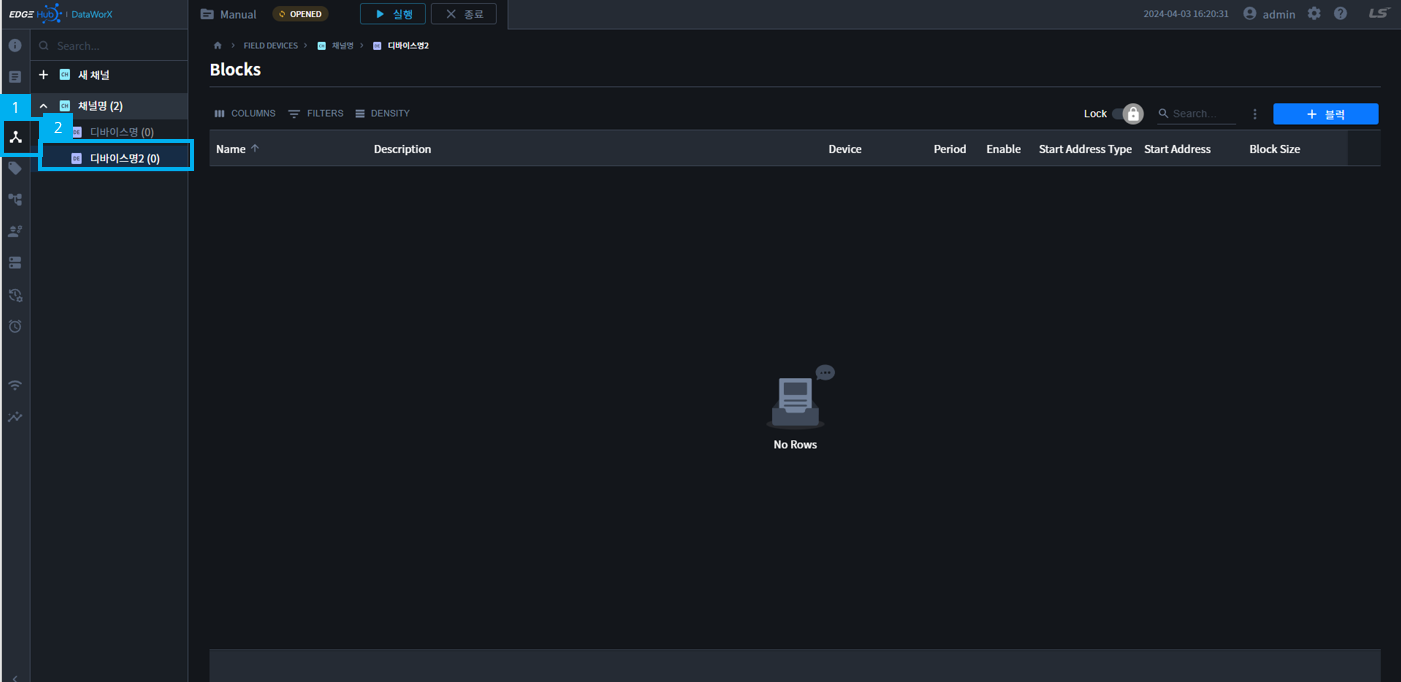 EDGE Hub | DataWorX
Manual
OPENED
실행
종료
2024-04-03 16:20:31
admin
LS
Search...
+ CH 새 채널
1
CH 채널명 (2)
2
DE 디바이스명 (0)
DE 디바이스명2 (0)
FIELD DEVICES > CH 채널명 > DE 디바이스명2
Blocks
COLUMNS FILTERS DENSITY
Lock
Search...
+ 블럭
Name Description Device Period Enable Start Address Type Start Address Block Size
No Rows